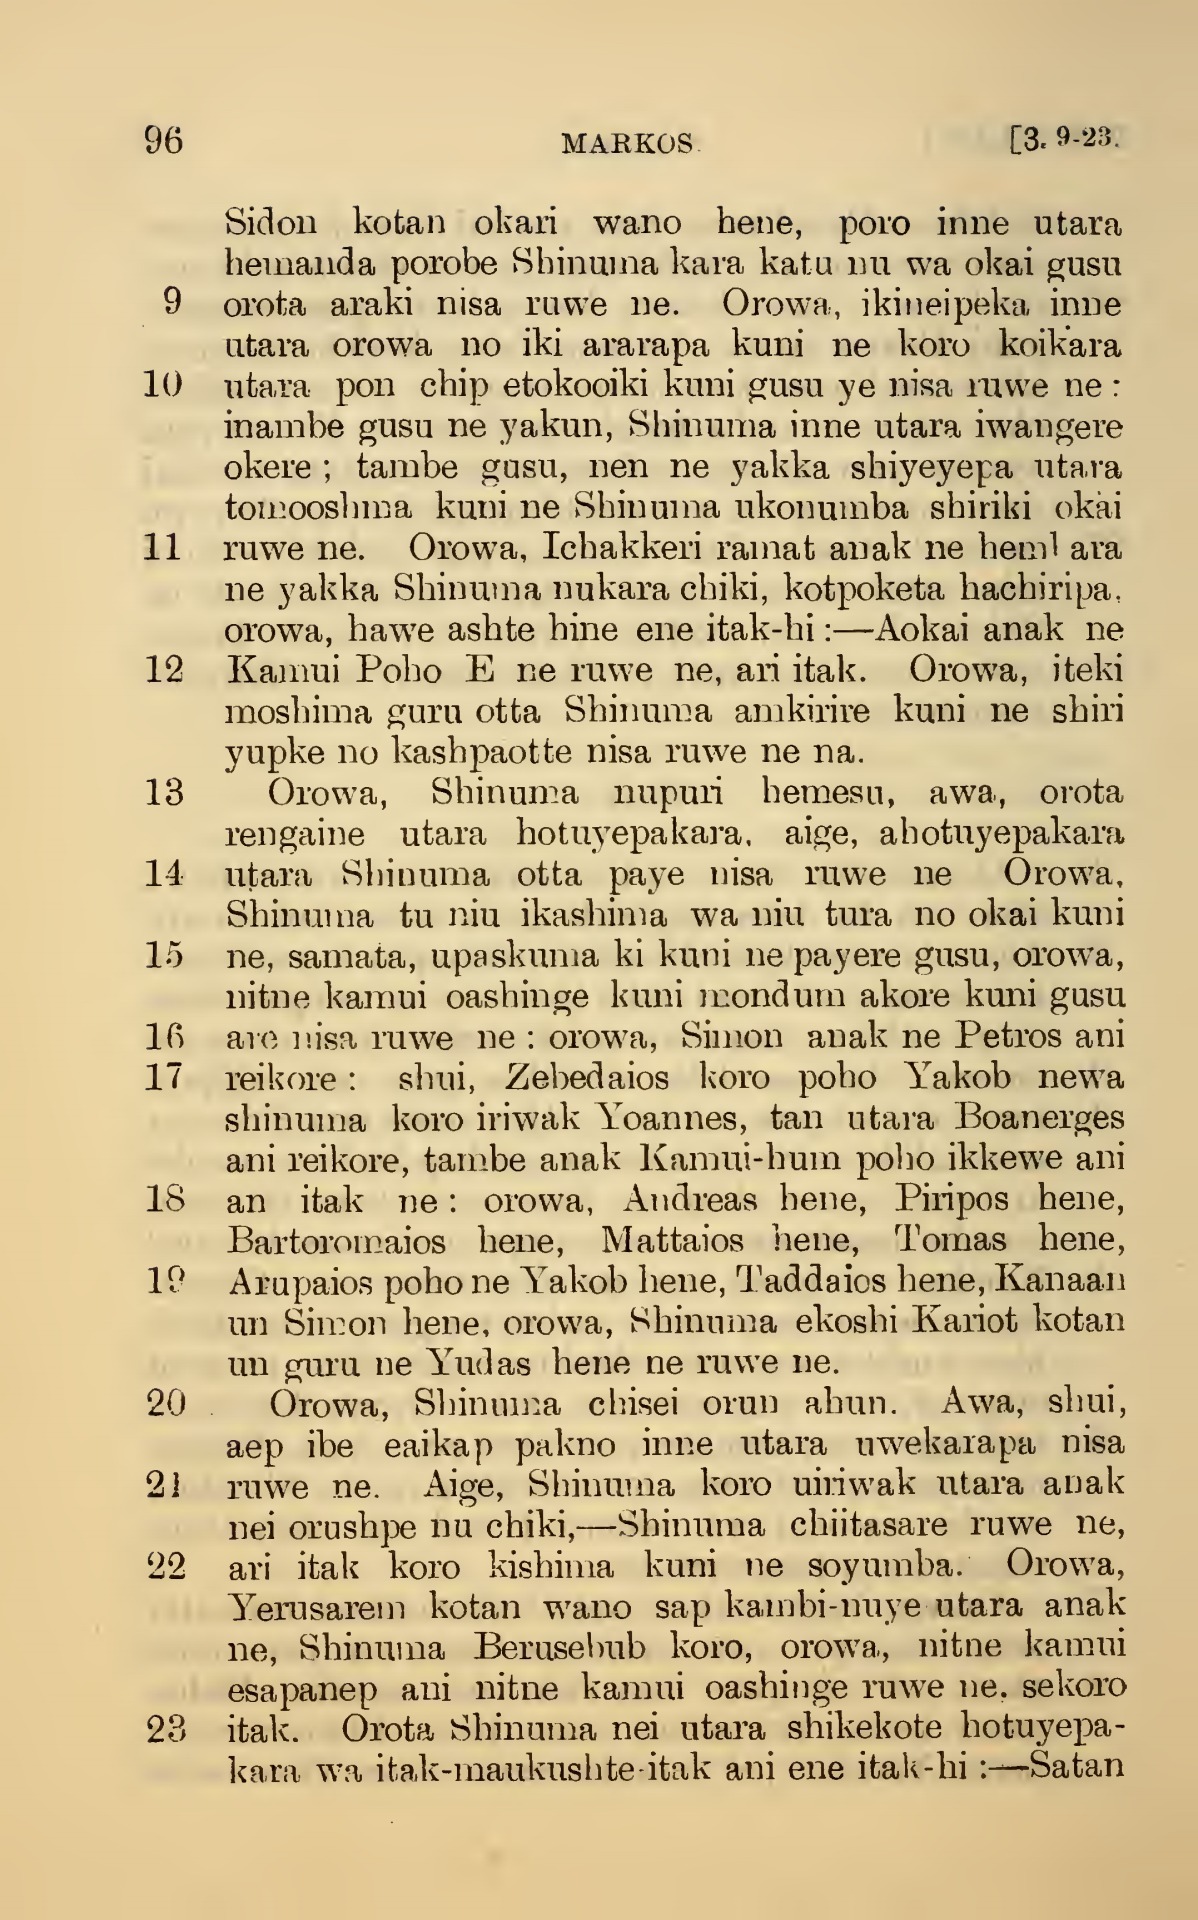 96 MARKOS. [3. 9-23.
Sidon kotan okari wano hene, poro inne utara
hemanda porobe Shinuma kara katu nu wa okai gusu
9 orota araki nisa ruwe ne. Orowa, ikineipeka inne
utara orowa no iki ararapa kuni ne koro koikara
10 utara pon chip etokooiki kuni gusu ye nisa ruwe ne :
inambe gusu ne yakun, Shinuma inne utara iwangere
okere ; tambe gusu, nen ne yakka shiyeyepa utara
tomooshma kuni ne Shinuma ukonumba shiriki okai
11 ruwe ne. Orowa, Ichakkeri ramat anak ne ara
ne yakka Shinuma nukara chiki, kotpoketa hachiripa,
orowa, hawe ashte hine ene itak-hi :—Aokai anak ne
12 Kamui Poho E ne ruwe ne, ari itak. Orowa, iteki
moshima guru otta Shinuma amkirire kuni ne shiri
yupke no kashpaotte nisa ruwe ne na.
13 Orowa, Shinuma nupuri hemesu, awa, orota
rengaine utara hotuyepakara, aige, ahotuyepakara
14 utara Shinuma otta paye nisa ruwe ne Orowa,
Shinuma tu niu ikashima wa niu tura no okai kuni
15 ne, samata, upaskuma ki kuni ne payere gusu, orowa,
nitne kamui oashinge kuni mondum akore kuni gusu
16 are nisa ruwe ne : orowa, Simon anak ne Petros ani
17 reikore : shui, Zebedaios koro poho Yakob newa
shinuma koro iriwak Yoannes, tan utara Boanerges
ani reikore, tambe anak Kamui-hum poho ikkewe ani
18 an itak ne : orowa, Andreas hene, Piripos hene,
Bartoromaios hene, Mattaios hene, Tomas hene,
19 Arupaios poho ne Yakob hene, Taddaios hene, Kanaan
un Simon hene, orowa, Shinuma ekoshi Kariot kotan
un guru ne Yudas hene ne ruwe ne.
20 Orowa, Shinuma chisei orun ahun. Awa, shui,
aep ibe eaikap pakno inne utara uwekarapa nisa
21 ruwe ne. Aige, Shinuma koro uiriwak utara anak
nei orushpe nu chiki,—Shinuma chiitasare ruwe ne,
22 ari itak koro kishima kuni ne soyumba. Orowa,
Yerusarem kotan wano sap kambi-nuye utara anak
ne, Shinuma Berusebub koro, orowa, nitne kamui
esapanep ani nitne kamui oashinge ruwe ne, sekoro
23 itak. Orota Shinuma nei utara shikekote hotuyepa-
kara wa itak-maukushte-itak ani ene itak-hi :—Satan